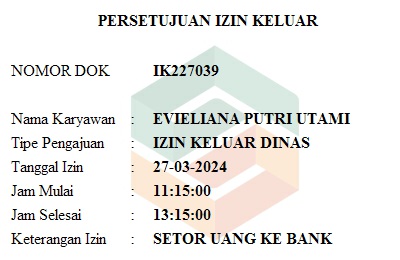 PERSETUJUAN IZIN KELUAR
NOMOR DOK IK227039
Nama Karyawan : EVIELIANA PUTRI UTAMI
Tipe Pengajuan : IZIN KELUAR DINAS
Tanggal Izin : 27-03-2024
Jam Mulai : 11:15:00
Jam Selesai : 13:15:00
Keterangan Izin : SETOR UANG KE BANK